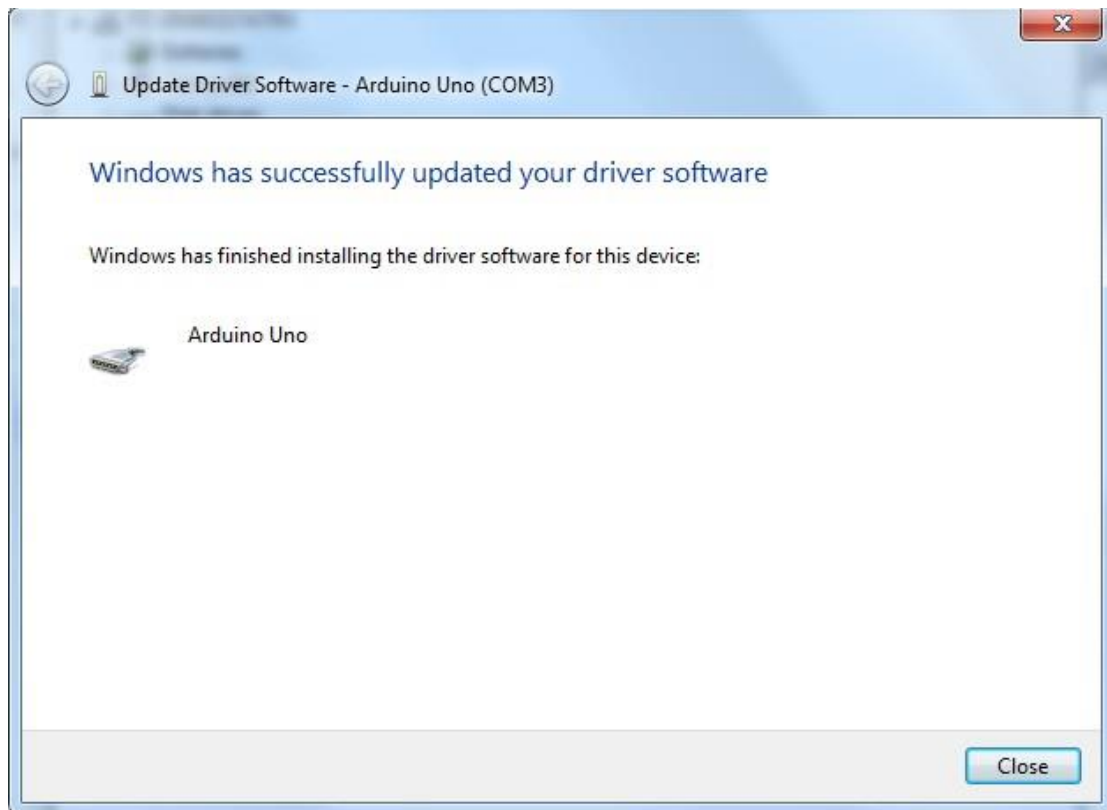 Update Driver Software - Arduino Uno (COM3)
Windows has successfully updated your driver software
Windows has finished installing the driver software for this device:
Arduino Uno
Close